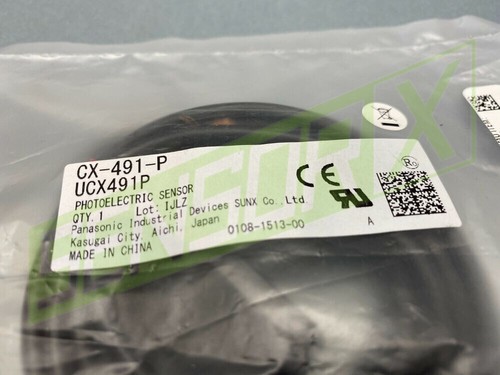 SENSORX
CX-491-P
UCX491P
PHOTOELECTRIC SENSOR
QTY. 1 Lot: IJLZ
Panasonic Industrial Devices SUNX Co., Ltd.
Kasugai City, Aichi, Japan 0108-1513-00 A
MADE IN CHINA
CE